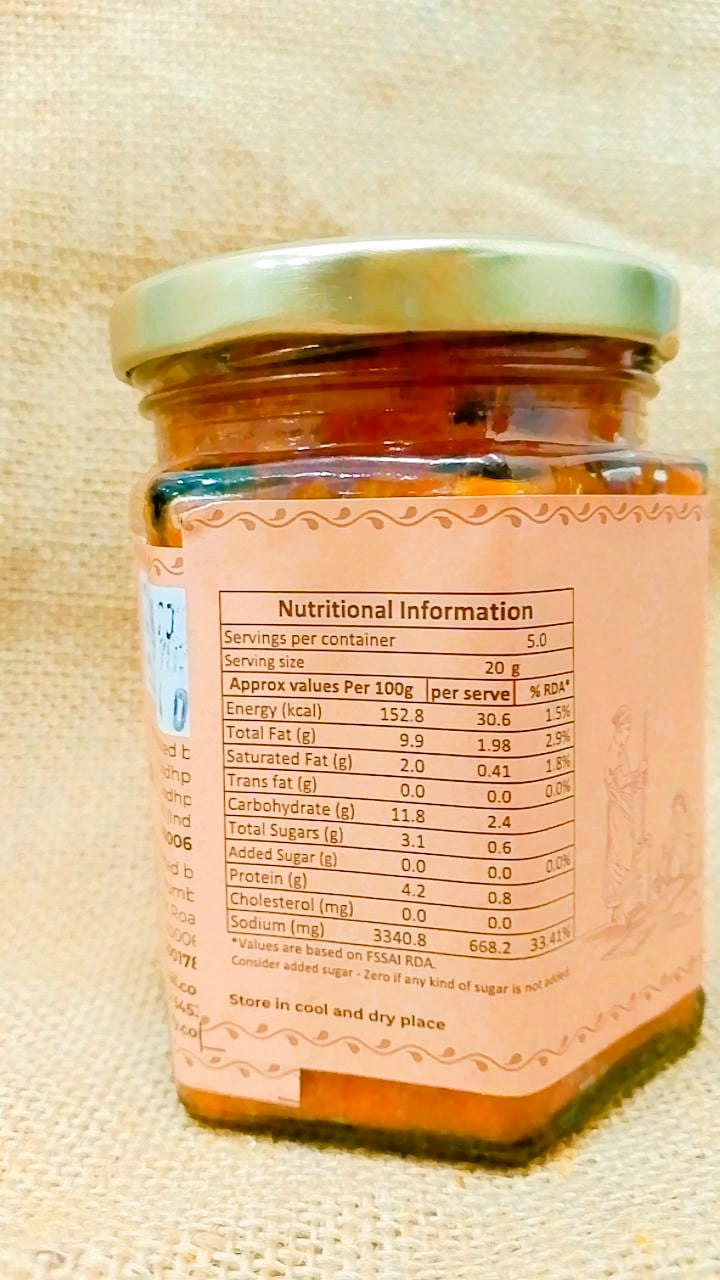 Nutritional Information
Servings per container 5.0
Serving size 20 g
Approx values Per 100g per serve % RDA*
Energy (kcal) 152.8 30.6 1.5%
Total Fat (g) 9.9 1.98 2.9%
Saturated Fat (g) 2.0 0.41 1.8%
Trans fat (g) 0.0 0.0 0.0%
Carbohydrate (g) 11.8 2.4
Total Sugars (g) 3.1 0.6
Added Sugar (g) 0.0 0.0 0.0%
Protein (g) 4.2 0.8
Cholesterol (mg) 0.0 0.0
Sodium (mg) 3340.8 668.2 33.41%
*Values are based on FSSAI RDA.
Consider added sugar - Zero if any kind of sugar is not added
Store in cool and dry place